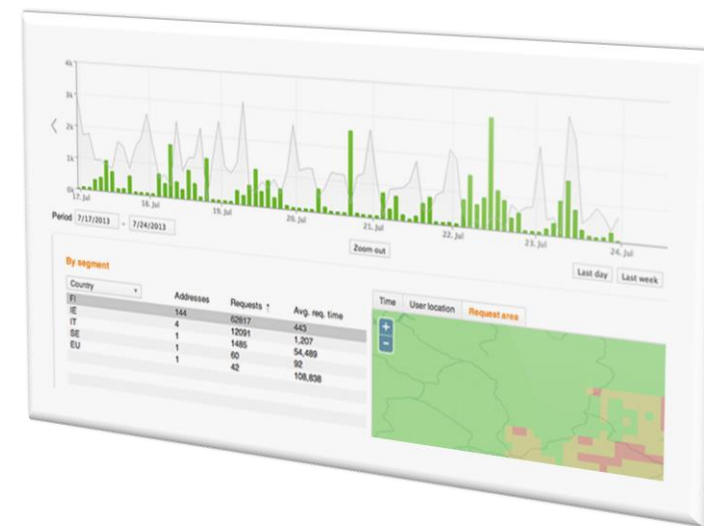 4k
3k
2k
1k
0k
17. Jul 18. Jul 19. Jul 20. Jul 21. Jul 22. Jul 23. Jul 24. Jul
Period 7/17/2013 - 7/24/2013
Zoom out
Last day Last week
By segment
Country Addresses Requests ↑ Avg. req. time
FI 144 62817 443
IE 4 12091 1,207
IT 1 1485 54,489
SE 1 60 92
EU 1 42 108,838
Time User location Request area
+
-